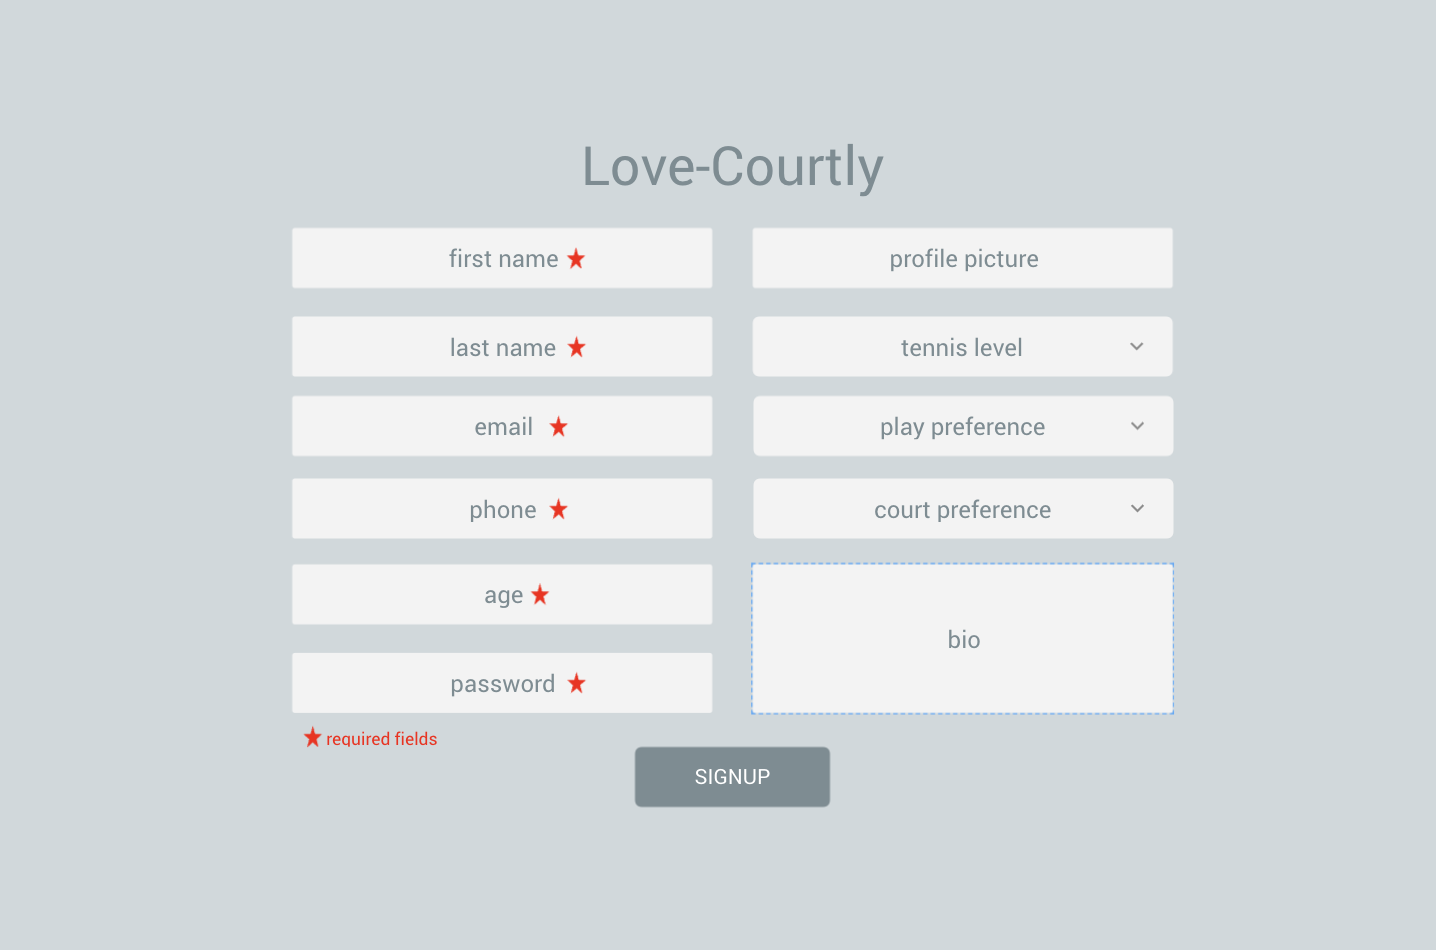 Love-Courtly
first name
last name
email
phone
age
password
required fields
profile picture
tennis level
play preference
court preference
bio
SIGNUP